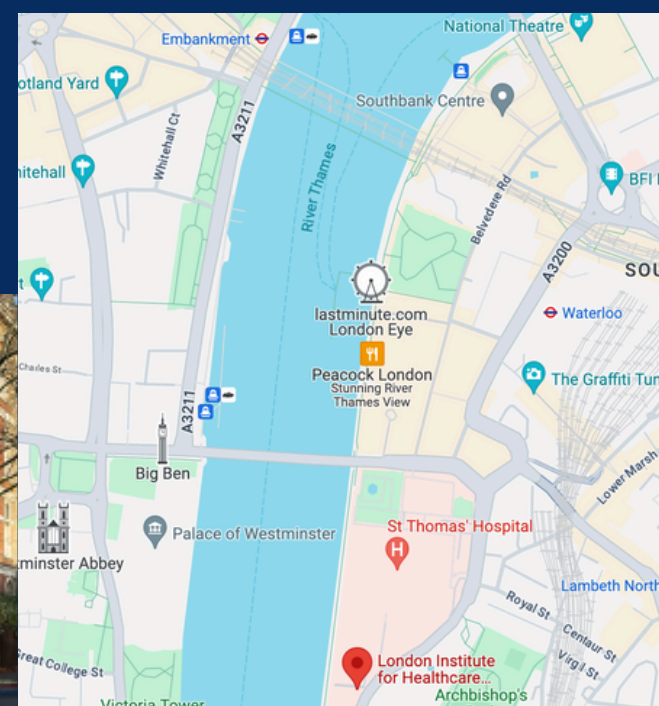 National Theatre
Embankment
Southbank Centre
otland Yard
A3211
Whitehall Ct
hitehall
River Thames
BFI
Belvedere Rd
A3200
SOU
lastminute.com
London Eye
Waterloo
Peacock London
Stunning River
Thames View
Charles St
The Graffiti Tun
A3211
Big Ben
Lower Marsh
St Thomas' Hospital
H
Palace of Westminster
tminster Abbey
Lambeth North
Royal St
Centaur St
Virgil St
Great College St
London Institute
for Healthcare...
Archbishop's
Victoria Tower